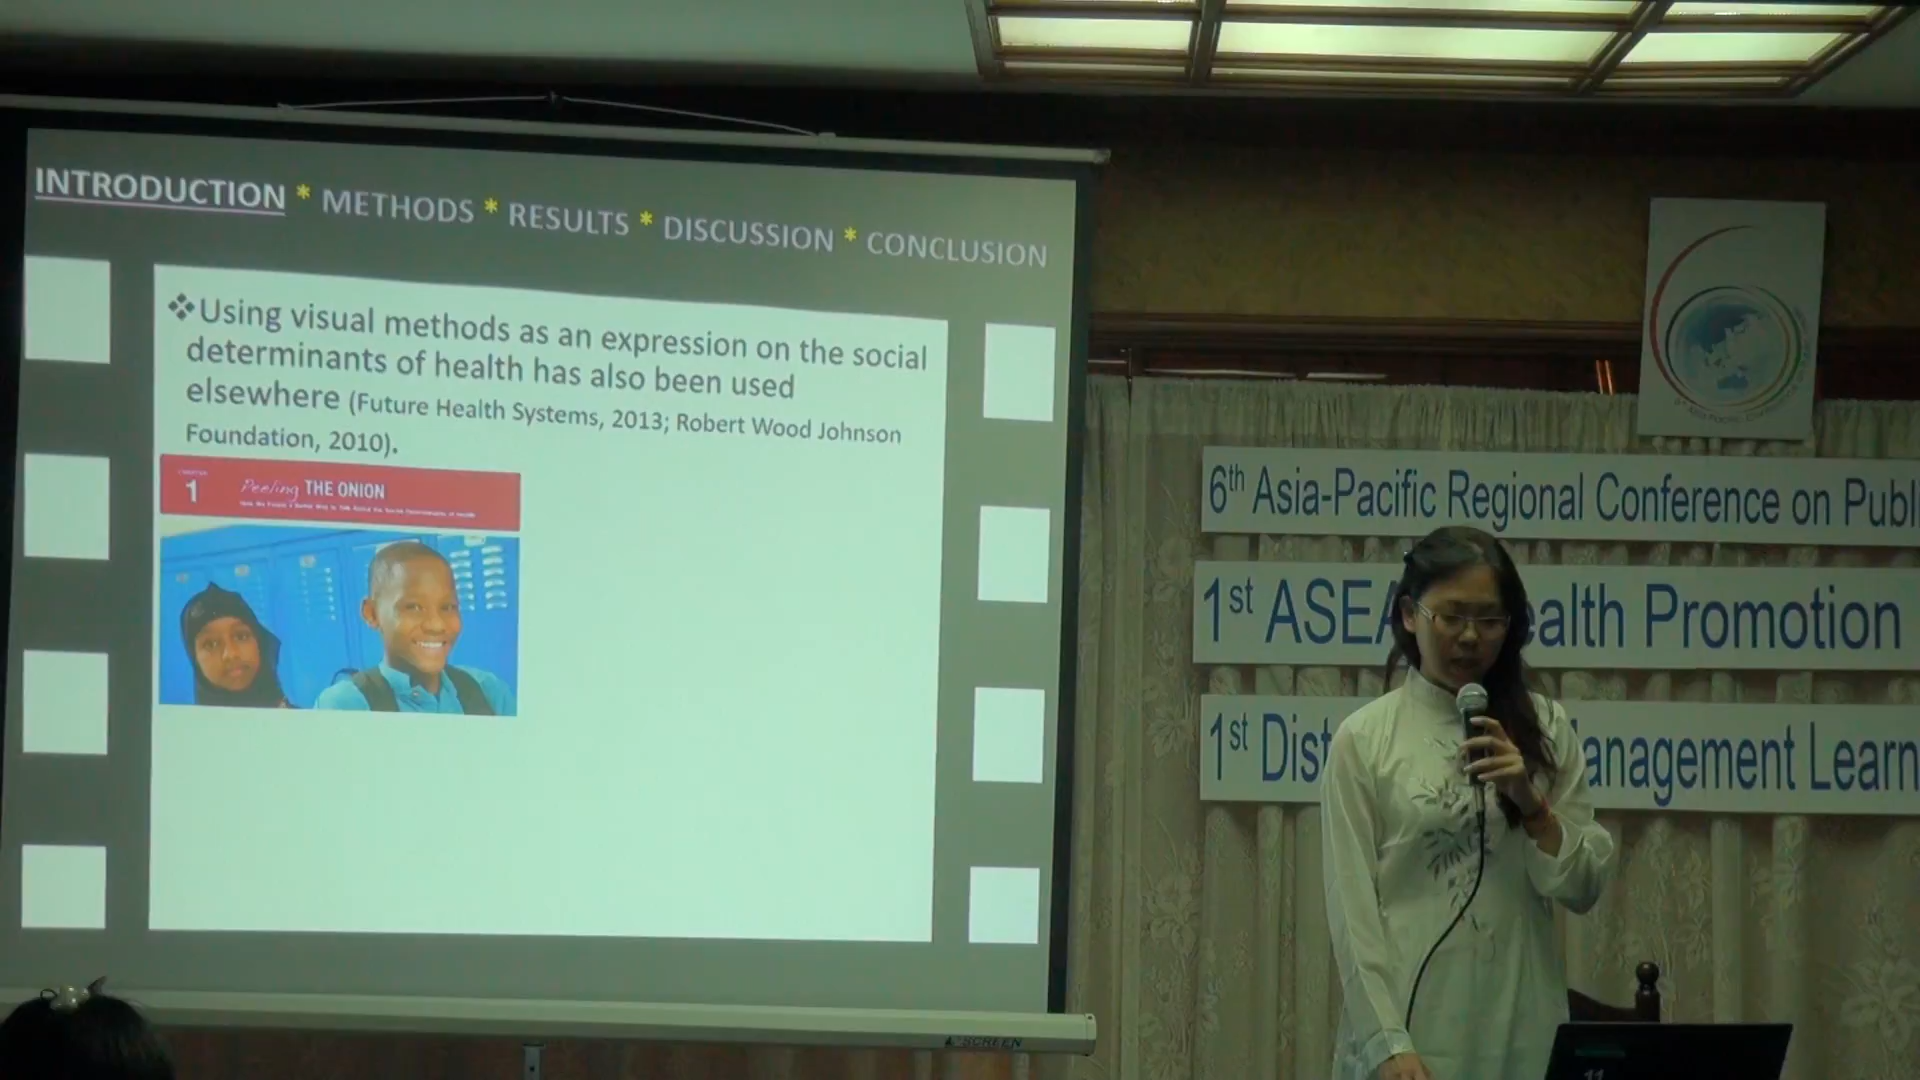 INTRODUCTION * METHODS * RESULTS * DISCUSSION * CONCLUSION
❖Using visual methods as an expression on the social
determinants of health has also been used
elsewhere (Future Health Systems, 2013; Robert Wood Johnson
Foundation, 2010).
1 Peeling THE ONION
6th Asia-Pacific Regional Conference on Publ
1st ASEA ealth Promotion
1st Dist anagement Learn
SCREEN
11